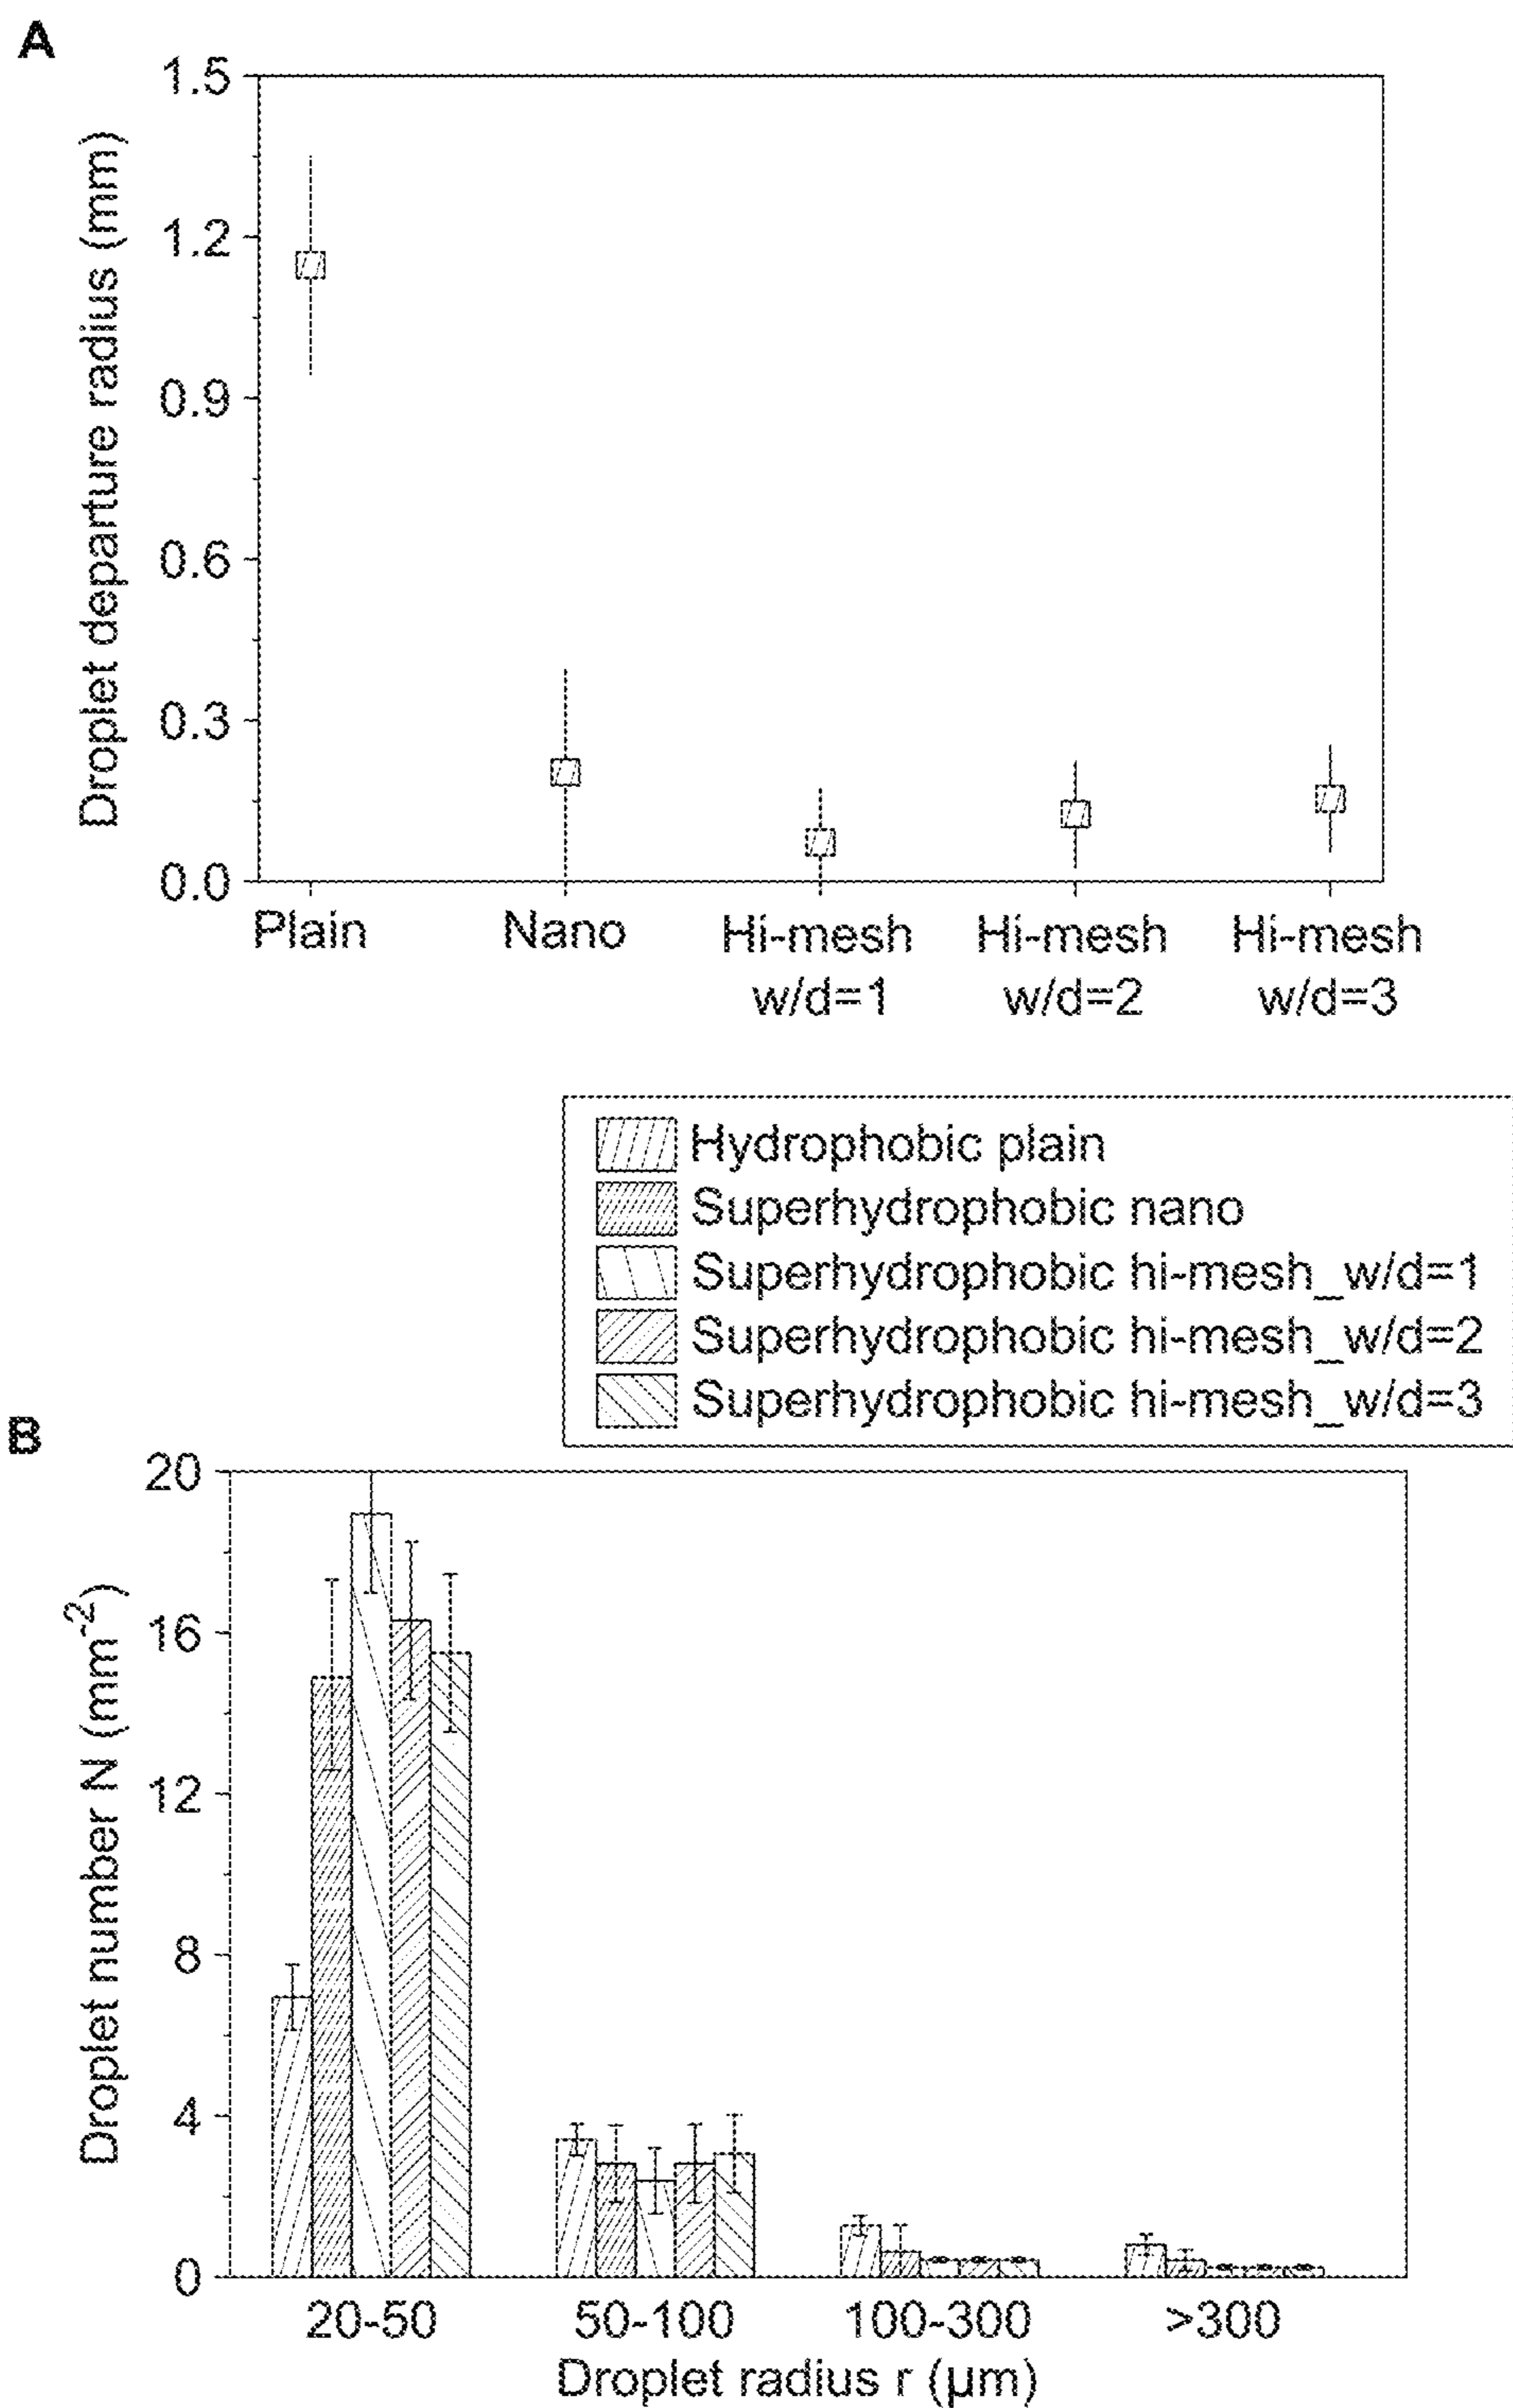 A
Droplet departure radius (mm)
1.5
1.2
0.9
0.6
0.3
0.0
Plain
Nano
Hi-mesh
w/d=1
Hi-mesh
w/d=2
Hi-mesh
w/d=3
Hydrophobic plain
Superhydrophobic nano
Superhydrophobic hi-mesh_w/d=1
Superhydrophobic hi-mesh_w/d=2
Superhydrophobic hi-mesh_w/d=3
B
Droplet number N (mm⁻²)
20
16
12
8
4
0
20-50
50-100
100-300
>300
Droplet radius r (µm)